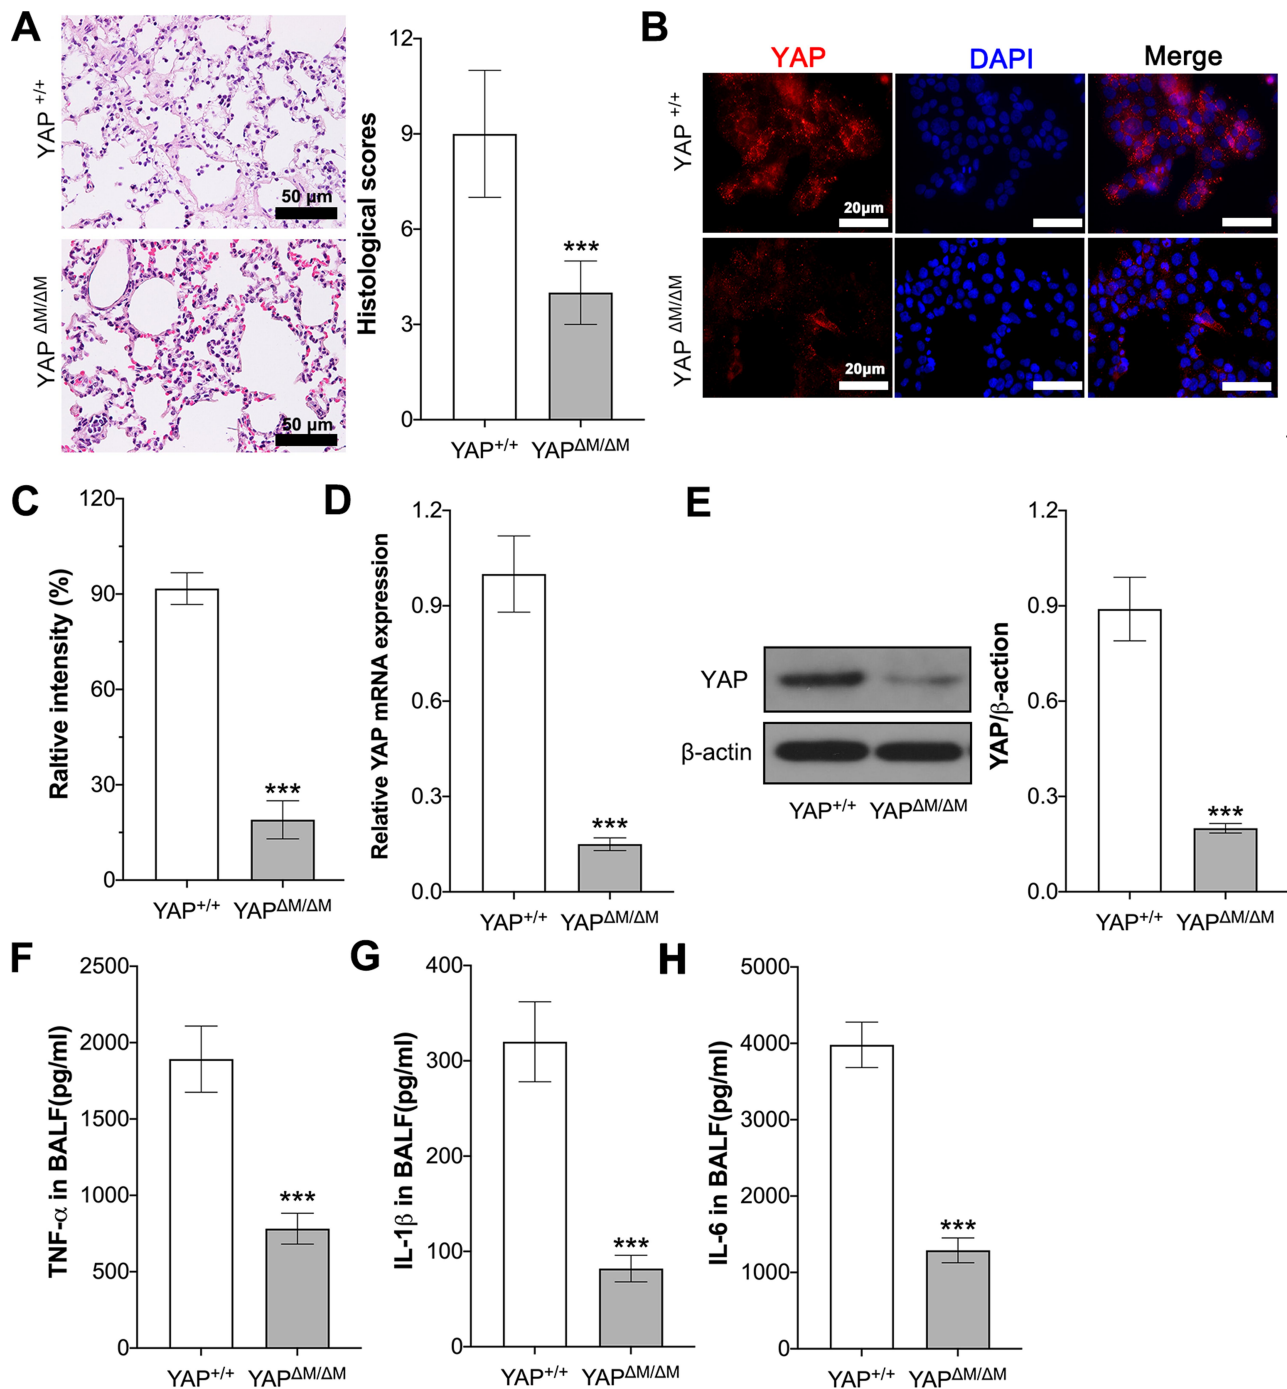 A
YAP +/+
50 μm
YAP ΔM/ΔM
50 μm
Histological scores
12
9
6
3
0
***
YAP+/+ YAPΔM/ΔM
B
YAP DAPI Merge
YAP +/+
20μm
YAP ΔM/ΔM
20μm
C
Raltive intensity (%)
120
90
60
30
0
***
YAP+/+ YAPΔM/ΔM
D
Relative YAP mRNA expression
1.2
0.9
0.6
0.3
0.0
***
YAP+/+ YAPΔM/ΔM
E
YAP
β-actin
YAP+/+ YAPΔM/ΔM
YAP/β-action
1.2
0.9
0.6
0.3
0.0
***
YAP+/+ YAPΔM/ΔM
F
TNF-α in BALF(pg/ml)
2500
2000
1500
1000
500
0
***
YAP+/+ YAPΔM/ΔM
G
IL-1β in BALF(pg/ml)
400
300
200
100
0
***
YAP+/+ YAPΔM/ΔM
H
IL-6 in BALF(pg/ml)
5000
4000
3000
2000
1000
0
***
YAP+/+ YAPΔM/ΔM